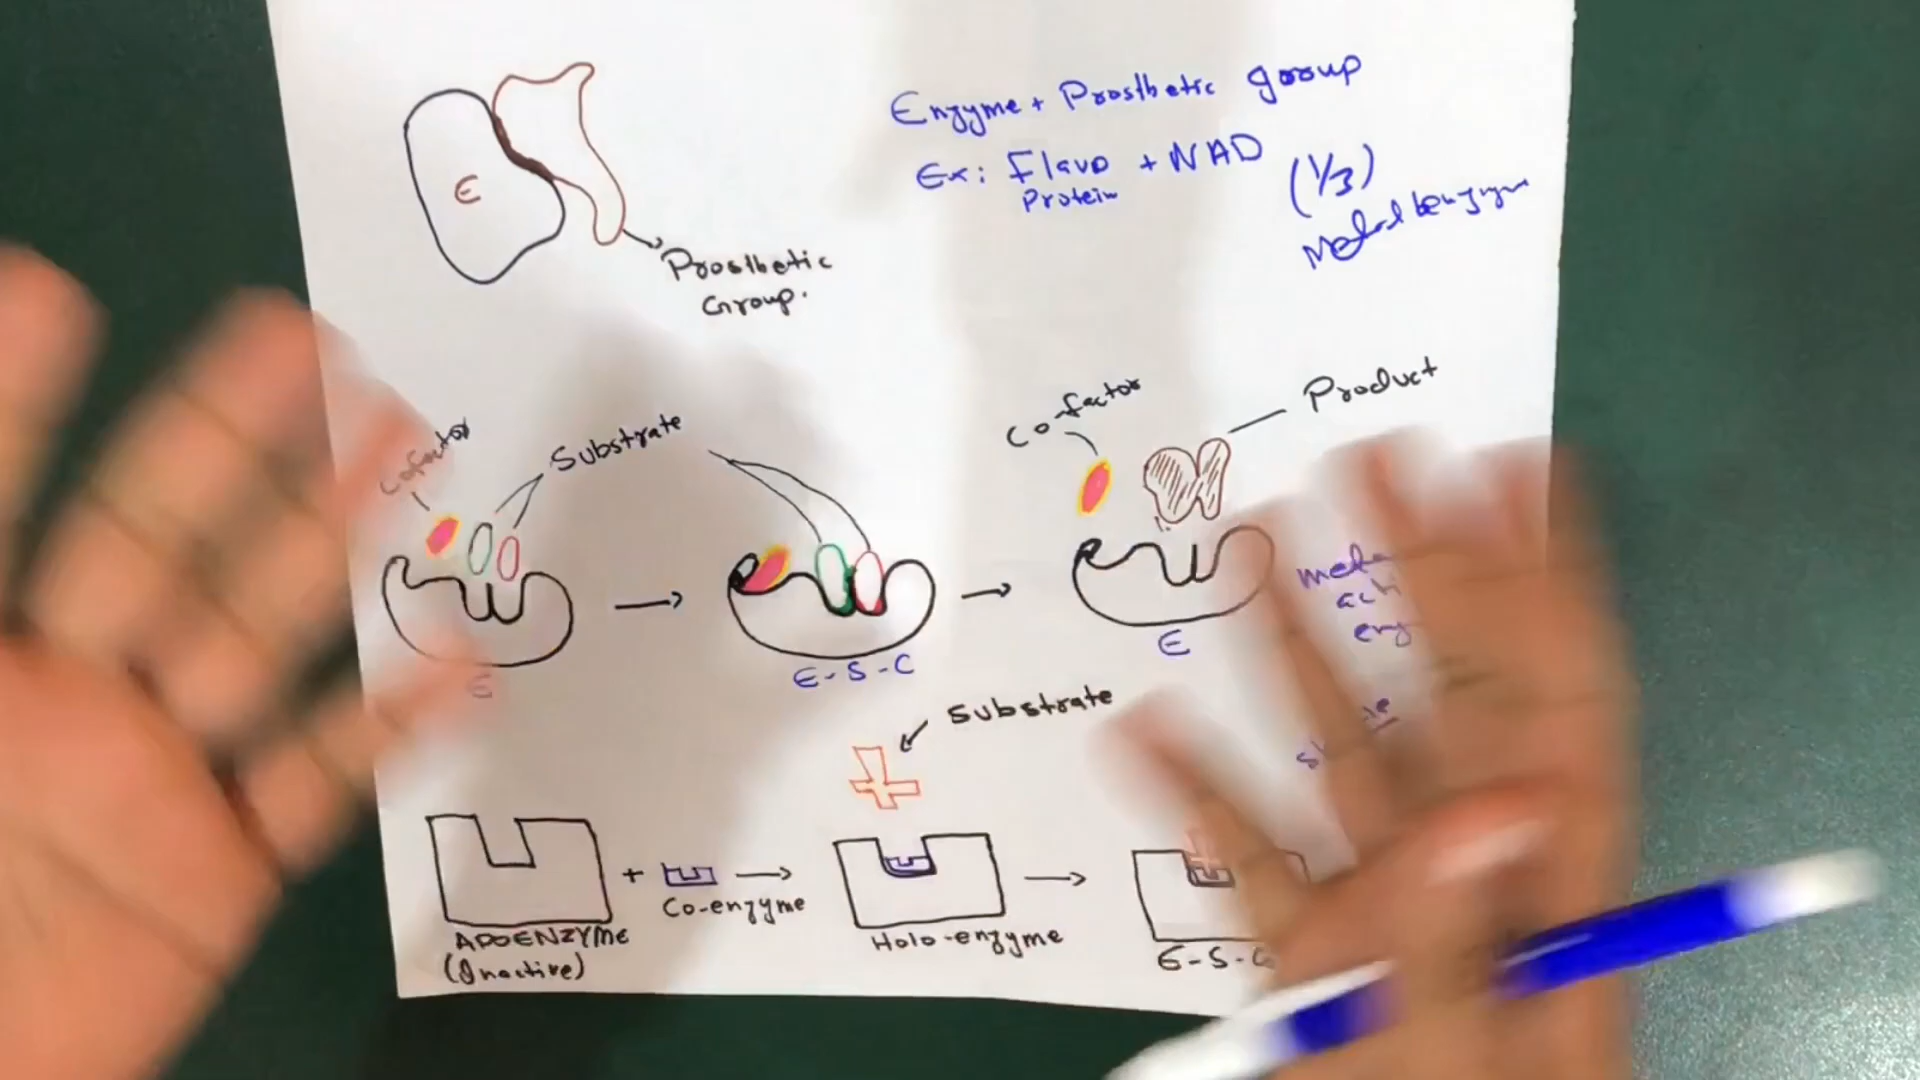 Enzyme + Prosthetic group
Ex: Flavo + NAD
Protein
(1/3)
E
Prosthetic
Group.
Cofactor
Substrate
Co-factor
Product
E
E-S-C
E
Substrate
+
Co-enzyme
APOENZYME
(Inactive)
Holo-enzyme
E-S-